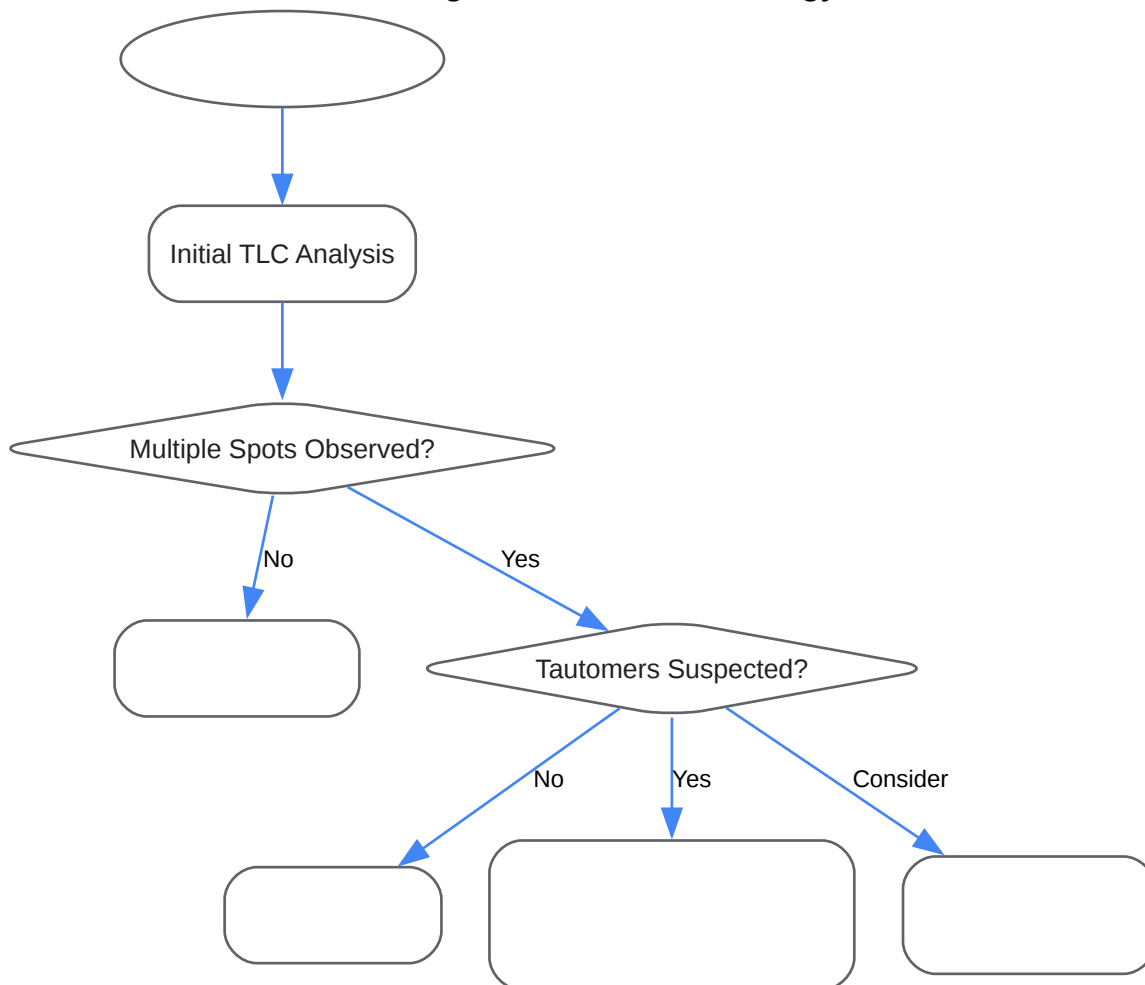 Initial TLC Analysis
Multiple Spots Observed?
No
Yes
Tautomers Suspected?
No
Yes
Consider